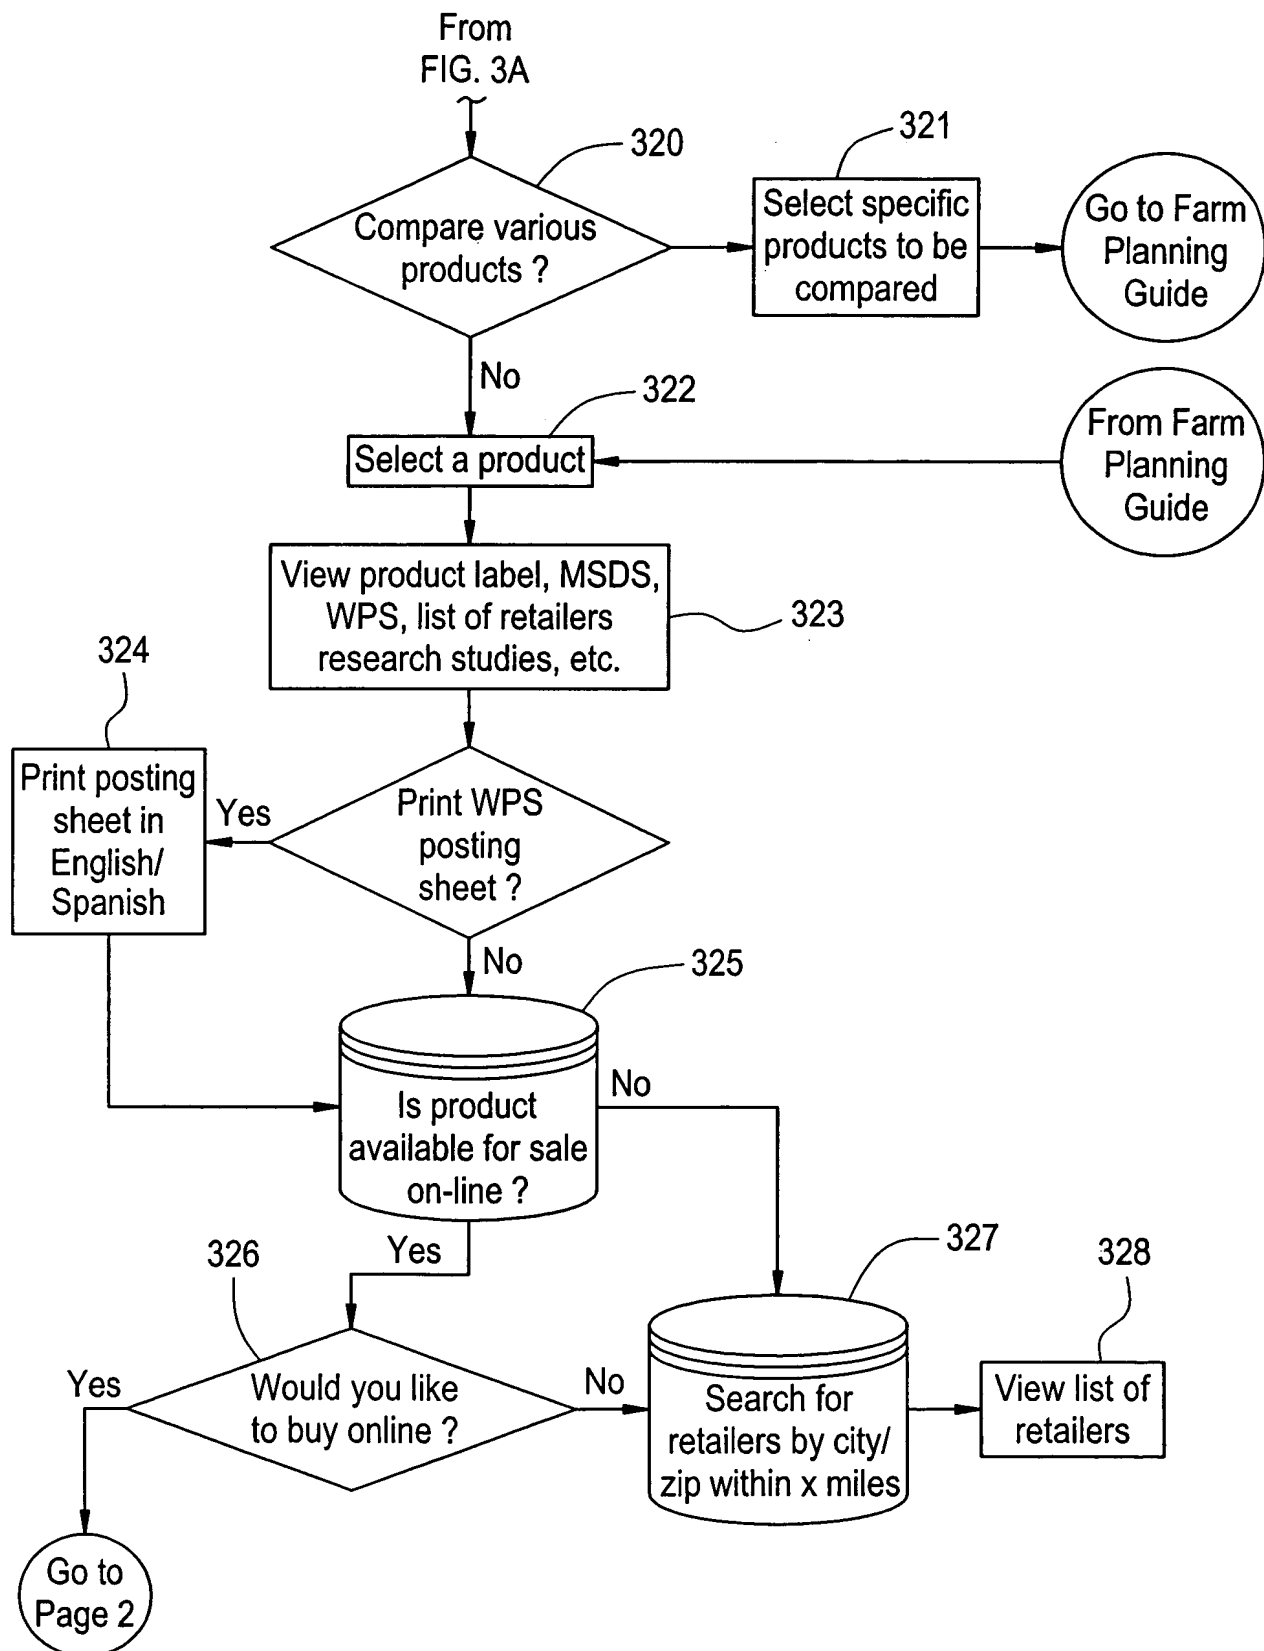 From
FIG. 3A
320
321
Compare various
products ?
Select specific
products to be
compared
Go to Farm
Planning
Guide
No
322
Select a product
From Farm
Planning
Guide
View product label, MSDS,
WPS, list of retailers
research studies, etc.
323
324
Print posting
sheet in
English/
Spanish
Yes
Print WPS
posting
sheet ?
No
325
Is product
available for sale
on-line ?
No
Yes
326
327
328
Yes
Would you like
to buy online ?
No
Search for
retailers by city/
zip within x miles
View list of
retailers
Go to
Page 2